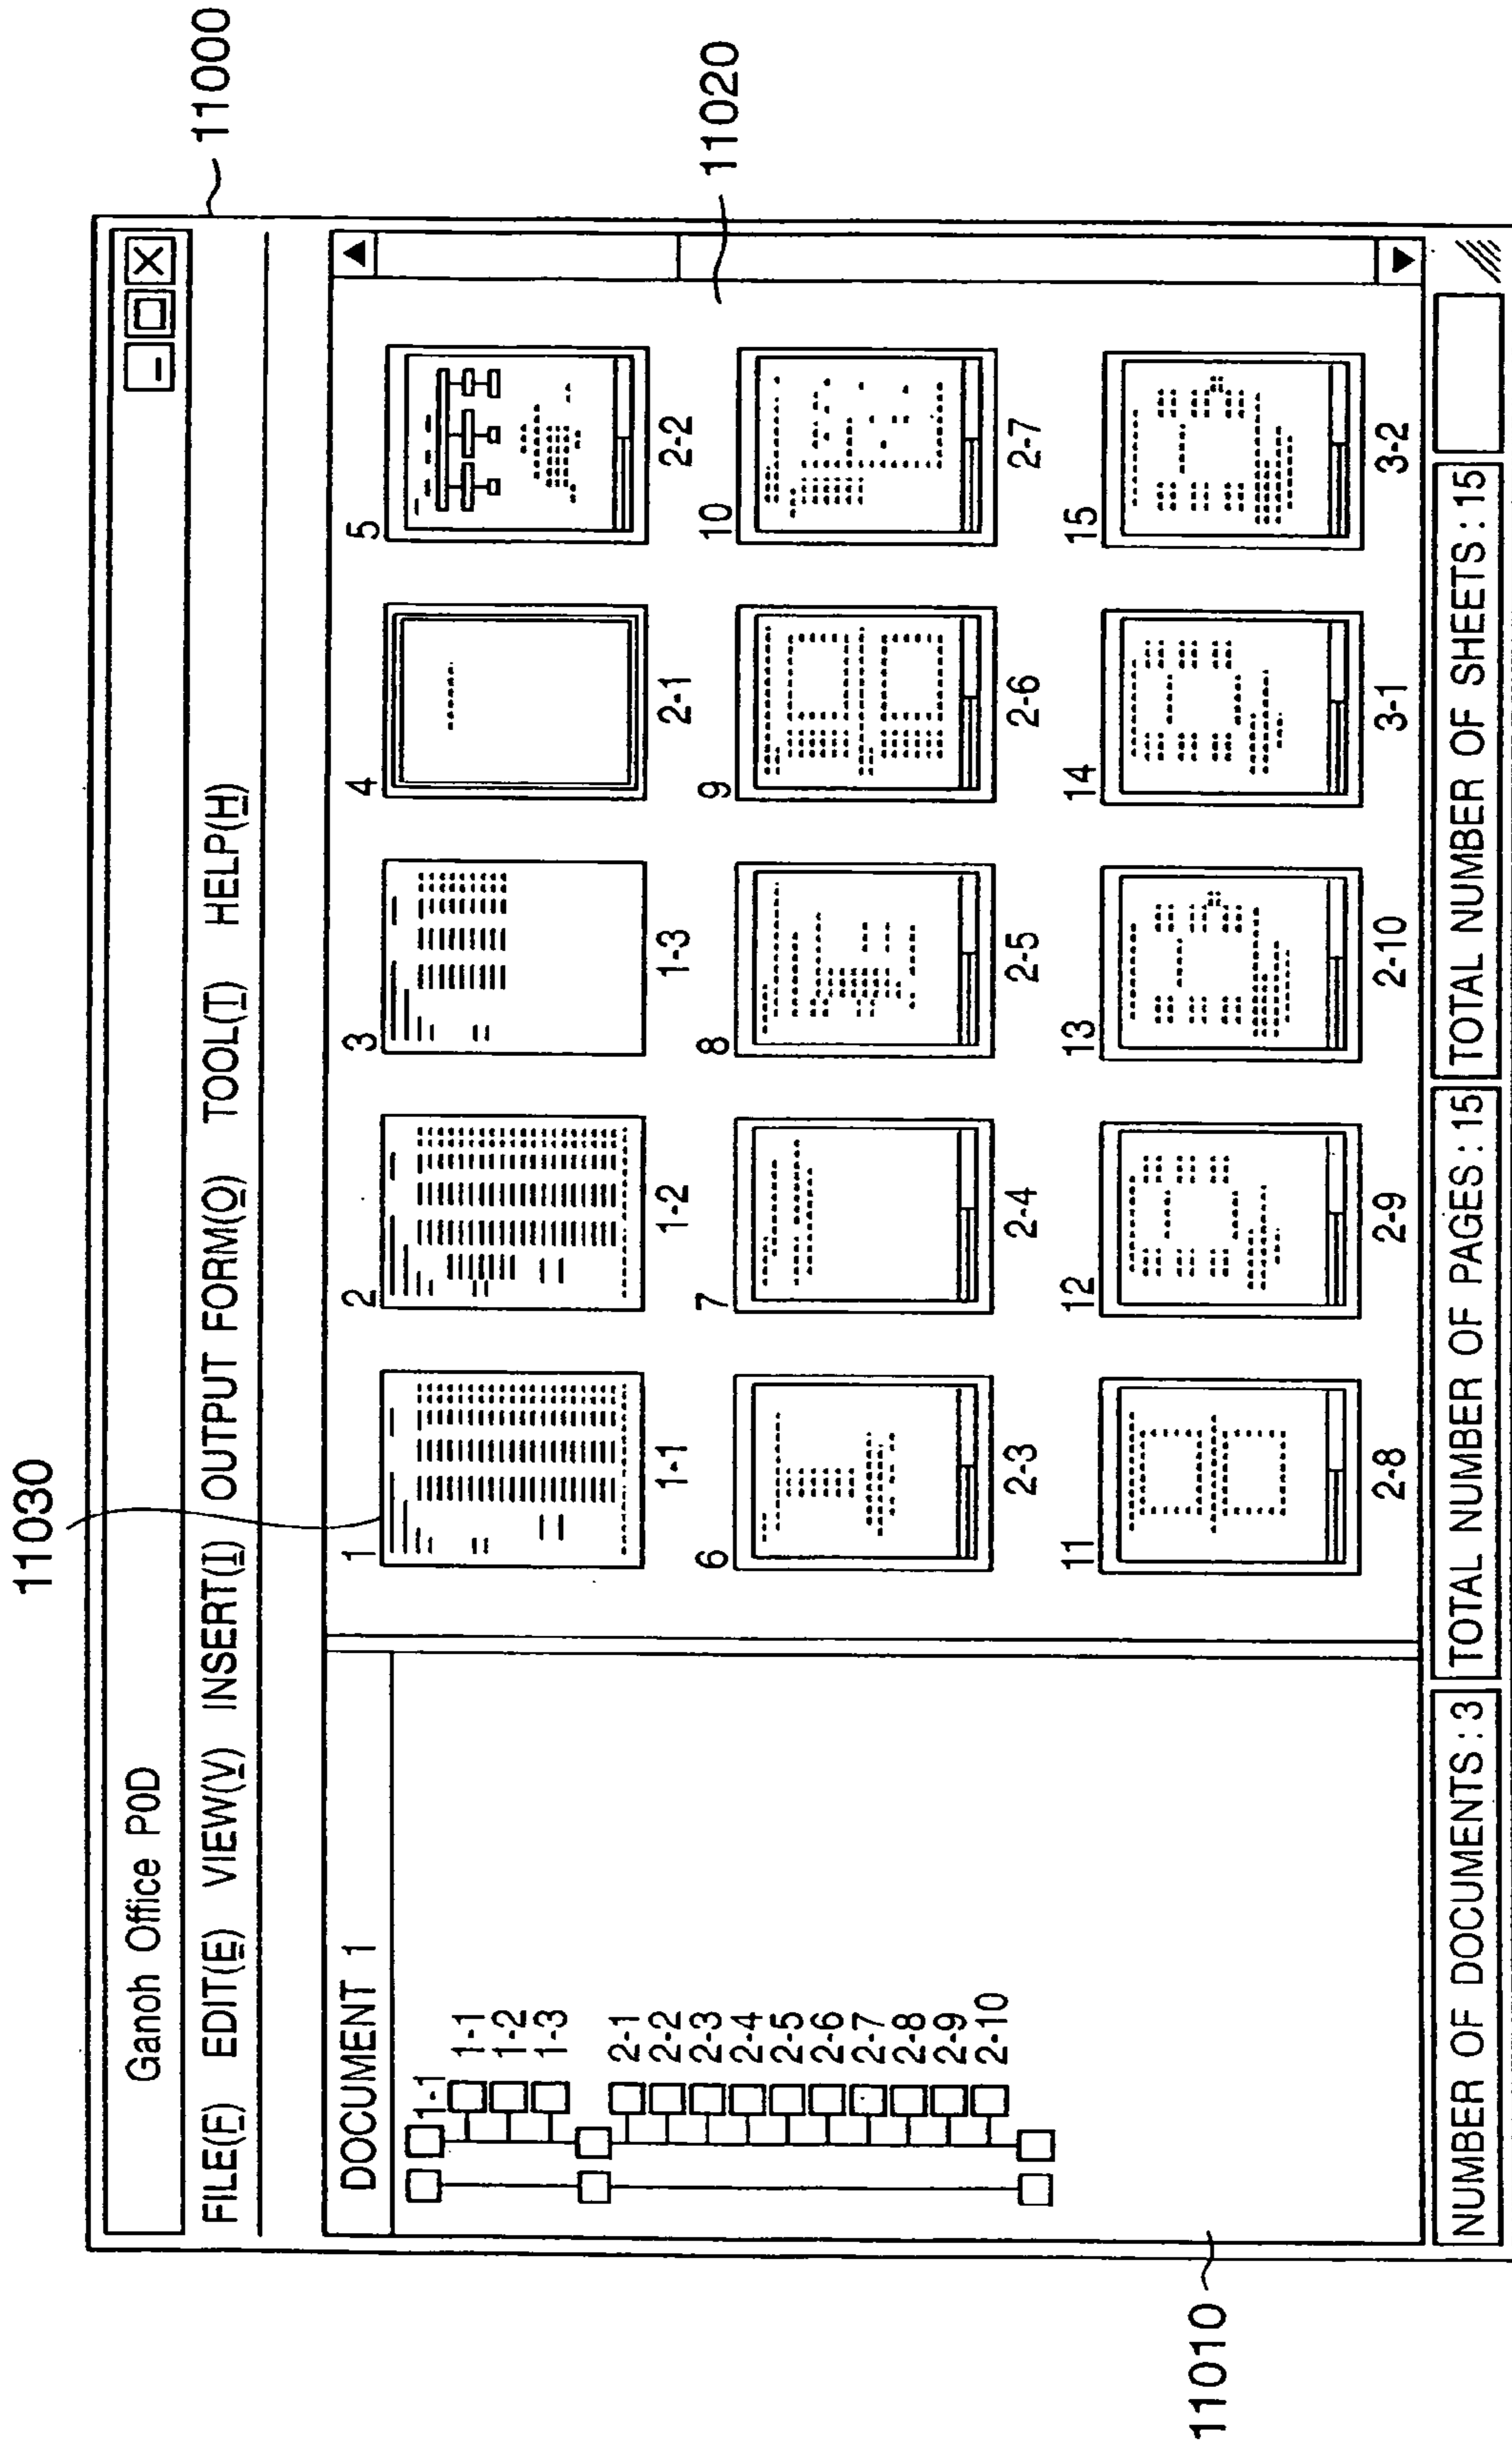 11030
11000
Ganoh Office P0D
FILE(F) EDIT(E) VIEW(V) INSERT(I) OUTPUT FORM(O) TOOL(T) HELP(H)
DOCUMENT 1
1-1
1-1
1-2
1-3
2-1
2-2
2-3
2-4
2-5
2-6
2-7
2-8
2-9
2-10
11010
11020
1 2 3 4 5
1-1 1-2 1-3 2-1 2-2
6 7 8 9 10
2-3 2-4 2-5 2-6 2-7
11 12 13 14 15
2-8 2-9 2-10 3-1 3-2
NUMBER OF DOCUMENTS : 3 TOTAL NUMBER OF PAGES : 15 TOTAL NUMBER OF SHEETS : 15